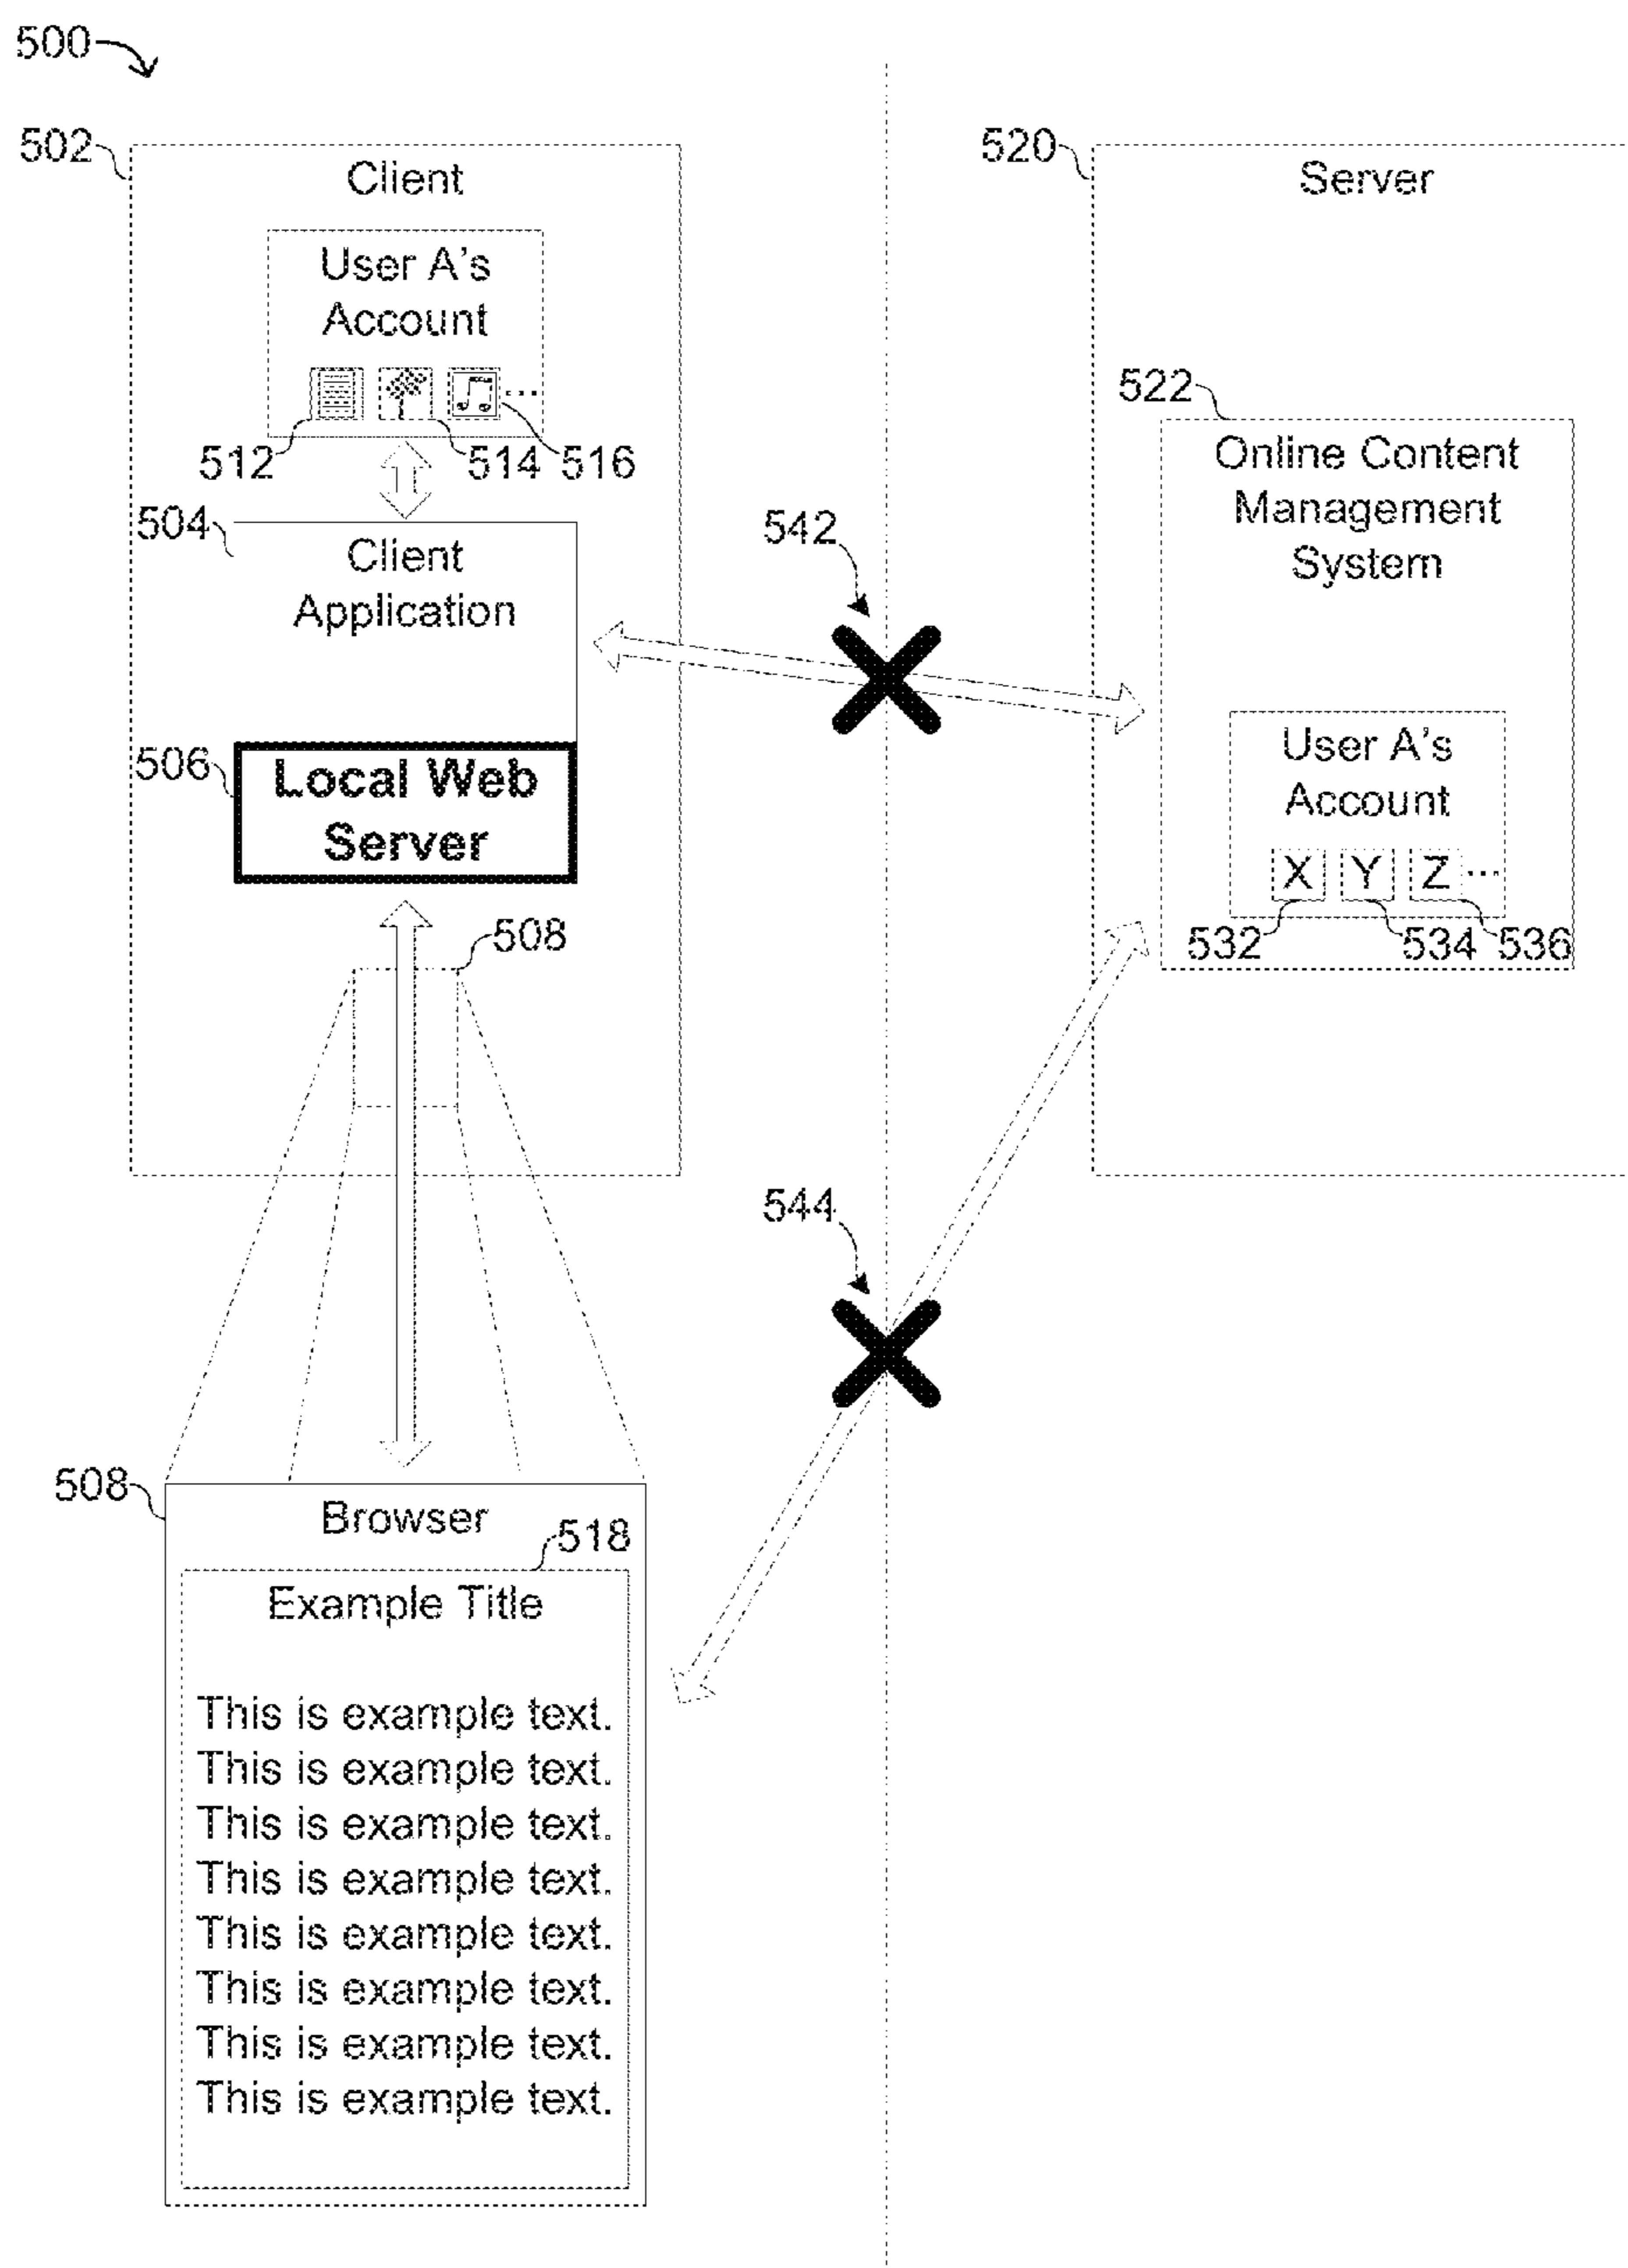 500
502
Client
User A's
Account
...
512
514
516
504
Client
Application
506
Local Web
Server
508
542
520
Server
522
Online Content
Management
System
User A's
Account
X Y Z ...
532
534
536
544
508
Browser
518
Example Title
This is example text.
This is example text.
This is example text.
This is example text.
This is example text.
This is example text.
This is example text.
This is example text.